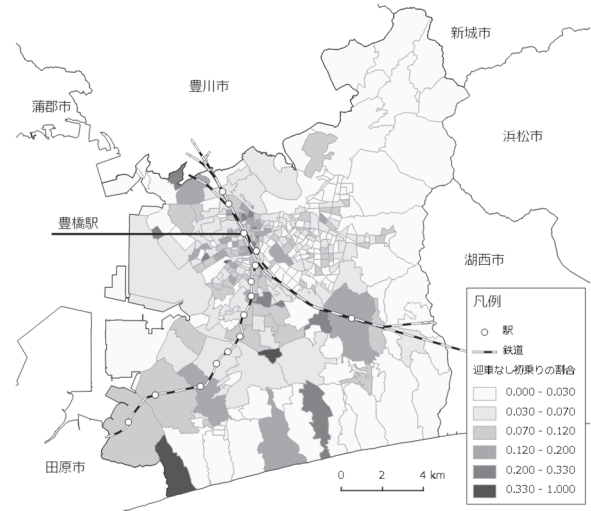 新城市
豊川市
蒲郡市
浜松市
豊橋駅
湖西市
凡例
駅
鉄道
迎車なし初乗りの割合
0.000 - 0.030
0.030 - 0.070
0.070 - 0.120
0.120 - 0.200
0.200 - 0.330
0.330 - 1.000
田原市
0 2 4 km